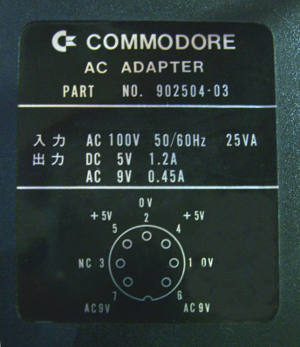 COMMODORE
AC ADAPTER
PART NO. 902504-03
入力 AC 100V 50/60Hz 25VA
出力 DC 5V 1.2A
AC 9V 0.45A
0V
+5V 2 +5V
5 4
NC 3 1 0V
7 6
AC9V AC9V